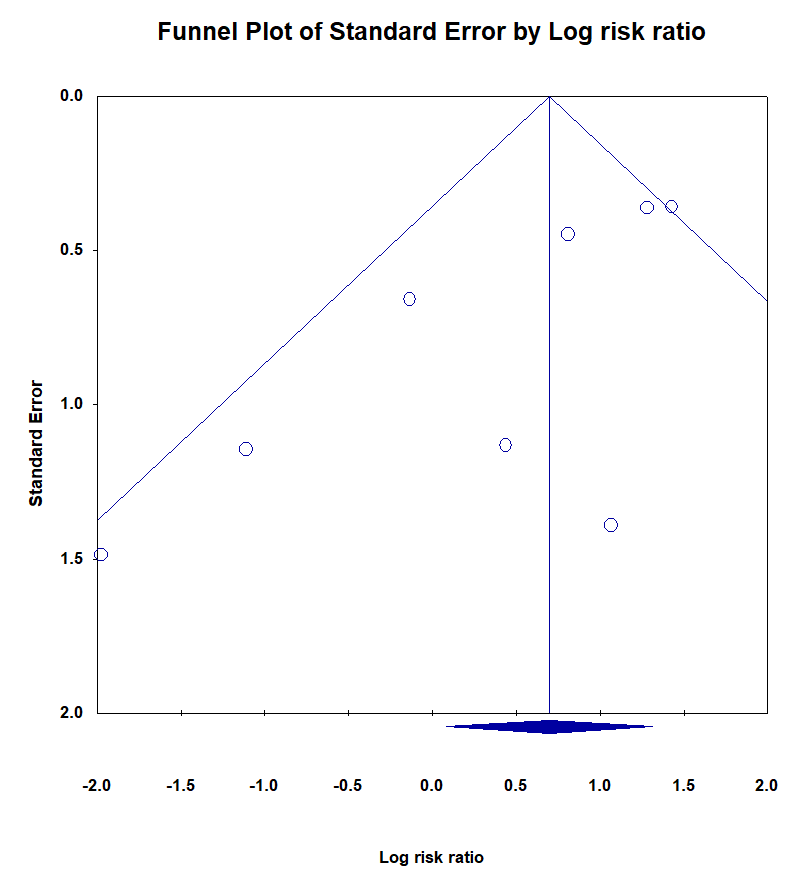 Funnel Plot of Standard Error by Log risk ratio
0.0
0.5
1.0
Standard Error
1.5
2.0
-2.0 -1.5 -1.0 -0.5 0.0 0.5 1.0 1.5 2.0
Log risk ratio